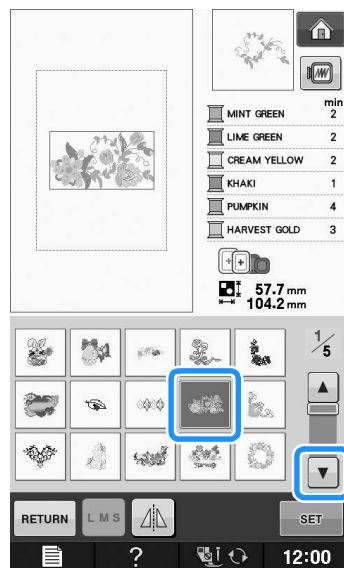 min
MINT GREEN 2
LIME GREEN 2
CREAM YELLOW 2
KHAKI 1
PUMPKIN 4
HARVEST GOLD 3
57.7 mm
104.2 mm
1/5
RETURN
L M S
SET
?
12:00